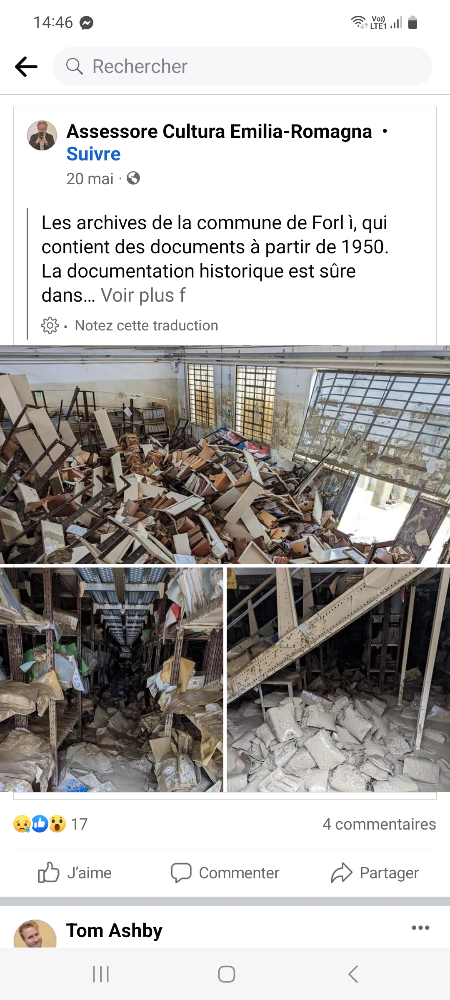 14:46
Vo))
LTE1
Rechercher
Assessore Cultura Emilia-Romagna •
Suivre
20 mai ·
Les archives de la commune de Forl ì, qui
contient des documents à partir de 1950.
La documentation historique est sûre
dans... Voir plus f
• Notez cette traduction
17
4 commentaires
J'aime
Commenter
Partager
Tom Ashby